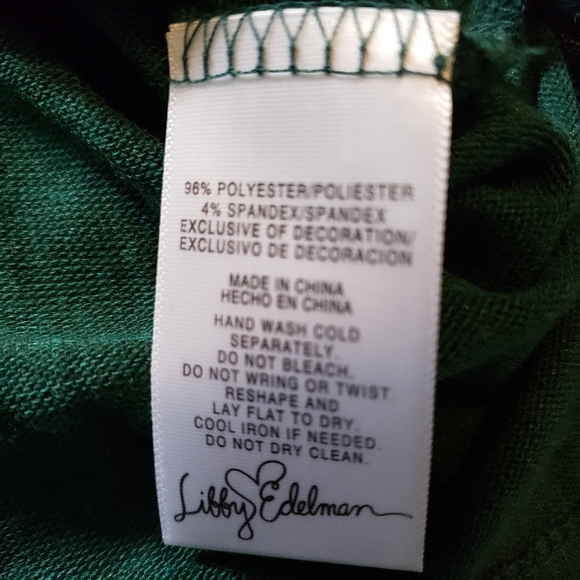 96% POLYESTER/POLIESTER
4% SPANDEX/SPANDEX
EXCLUSIVE OF DECORATION/
EXCLUSIVO DE DECORACION
MADE IN CHINA
HECHO EN CHINA
HAND WASH COLD
SEPARATELY.
DO NOT BLEACH.
DO NOT WRING OR TWIST.
RESHAPE AND
LAY FLAT TO DRY.
COOL IRON IF NEEDED.
DO NOT DRY CLEAN.
Libby Edelman